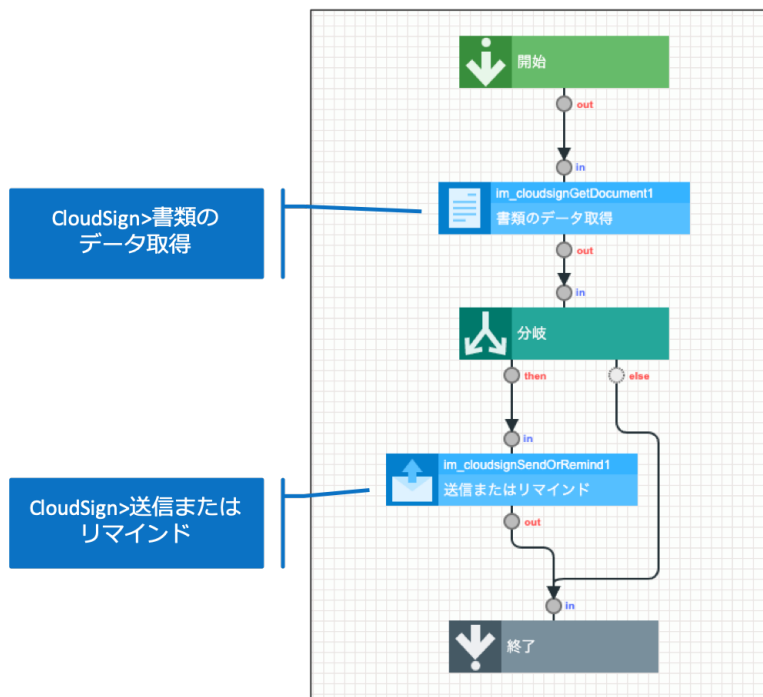 開始
out
in
im_cloudsignGetDocument1
書類のデータ取得
CloudSign>書類の
データ取得
out
in
分岐
then
else
in
im_cloudsignSendOrRemind1
送信またはリマインド
CloudSign>送信または
リマインド
out
in
終了